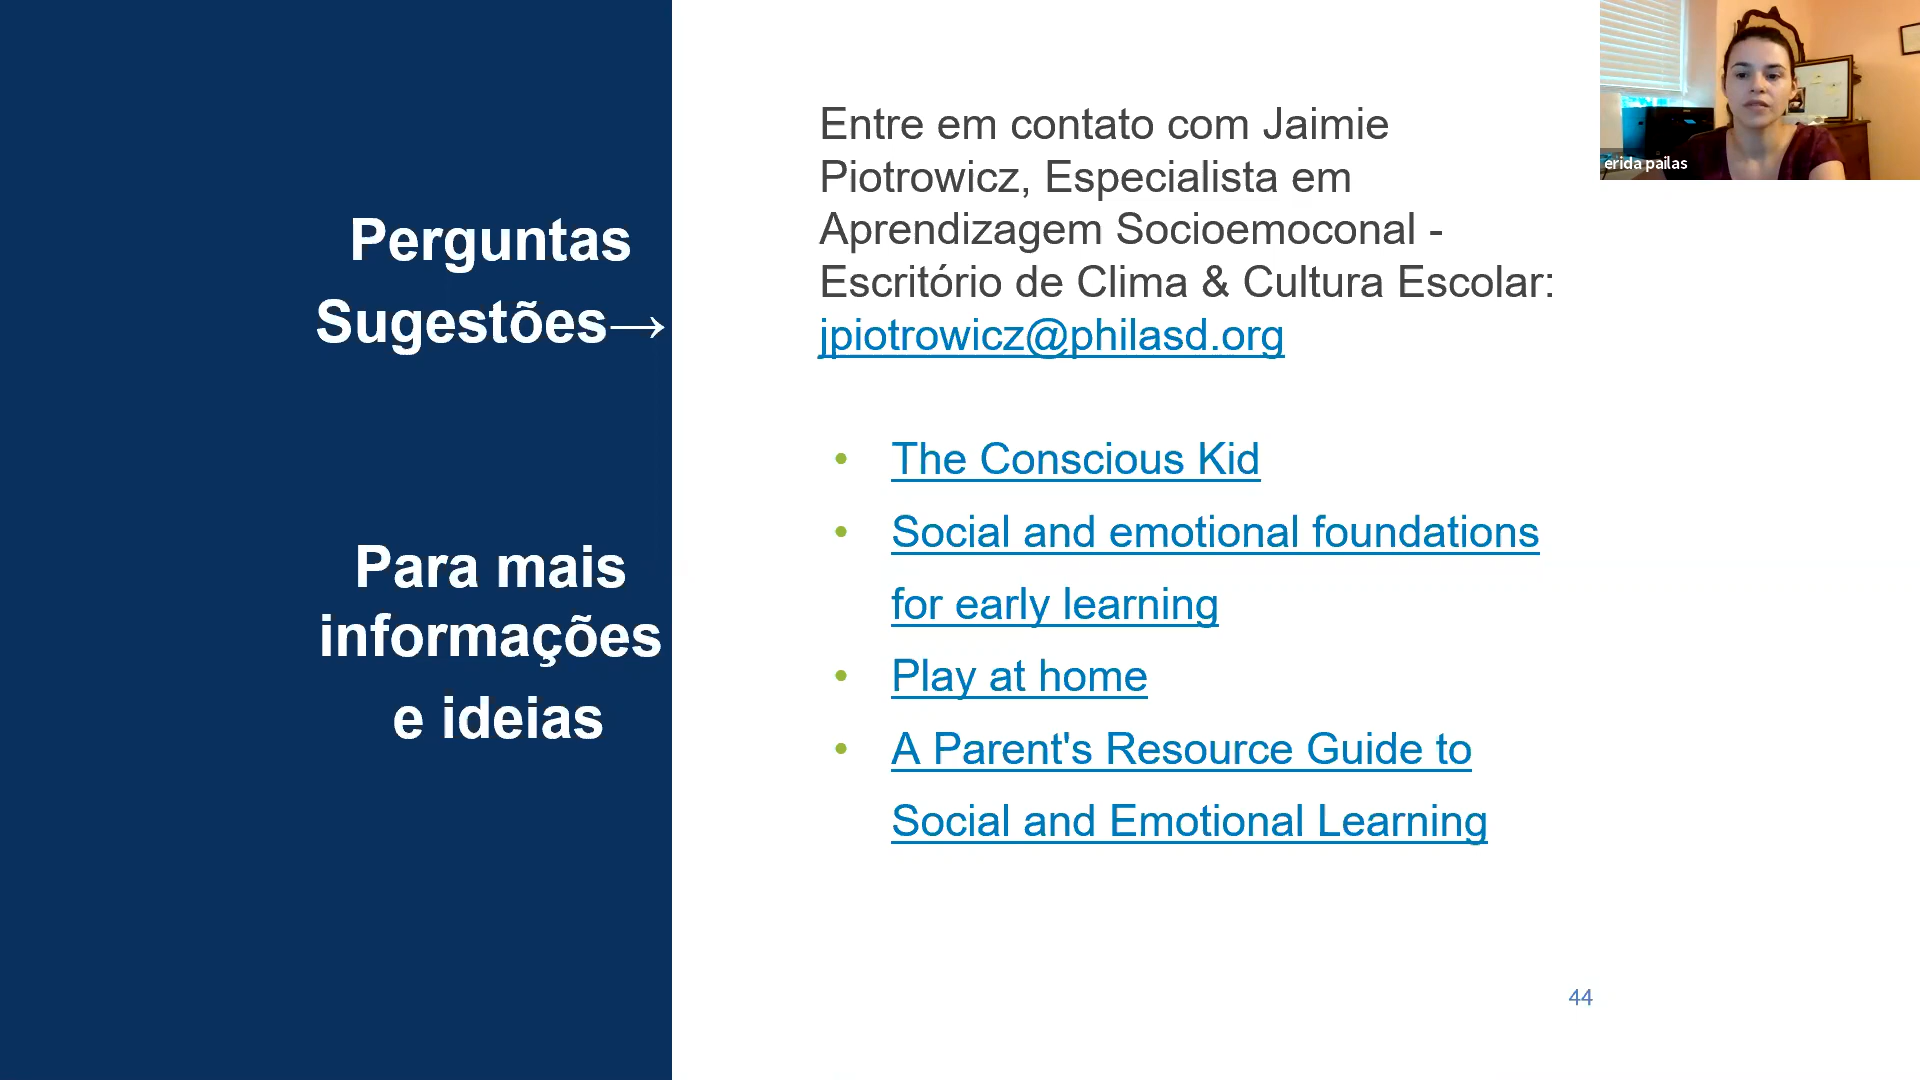 Perguntas
Sugestões→
Para mais
informações
e ideias
Entre em contato com Jaimie
Piotrowicz, Especialista em
Aprendizagem Socioemoconal -
Escritório de Clima & Cultura Escolar:
jpiotrowicz@philasd.org
• The Conscious Kid
• Social and emotional foundations
for early learning
• Play at home
• A Parent's Resource Guide to
Social and Emotional Learning
44
erida pailas